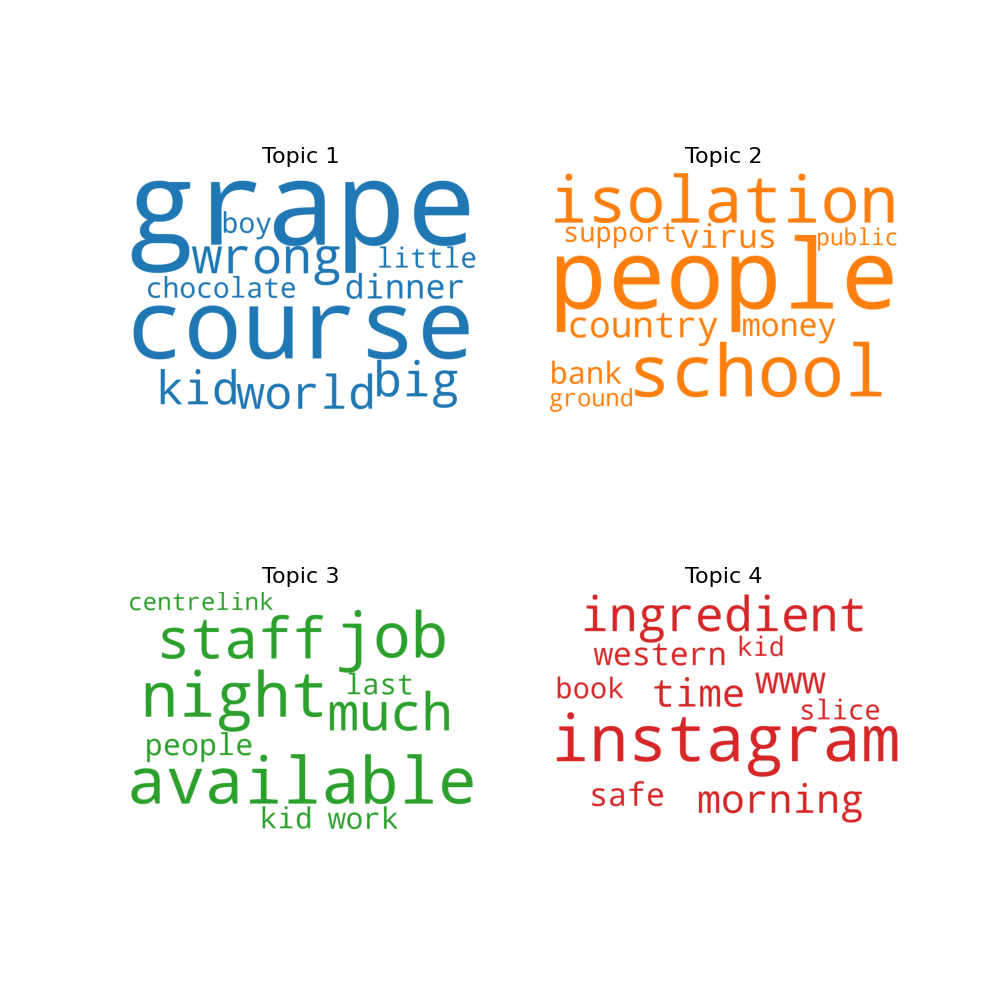 Topic 1
grape
boy
wrong little
chocolate dinner
course
kid world big
Topic 2
isolation
support virus public
people
country money
bank school
ground
Topic 3
centrelink
staff job
night last
much
people
available
kid work
Topic 4
ingredient
western kid
book time www
slice
instagram
safe morning